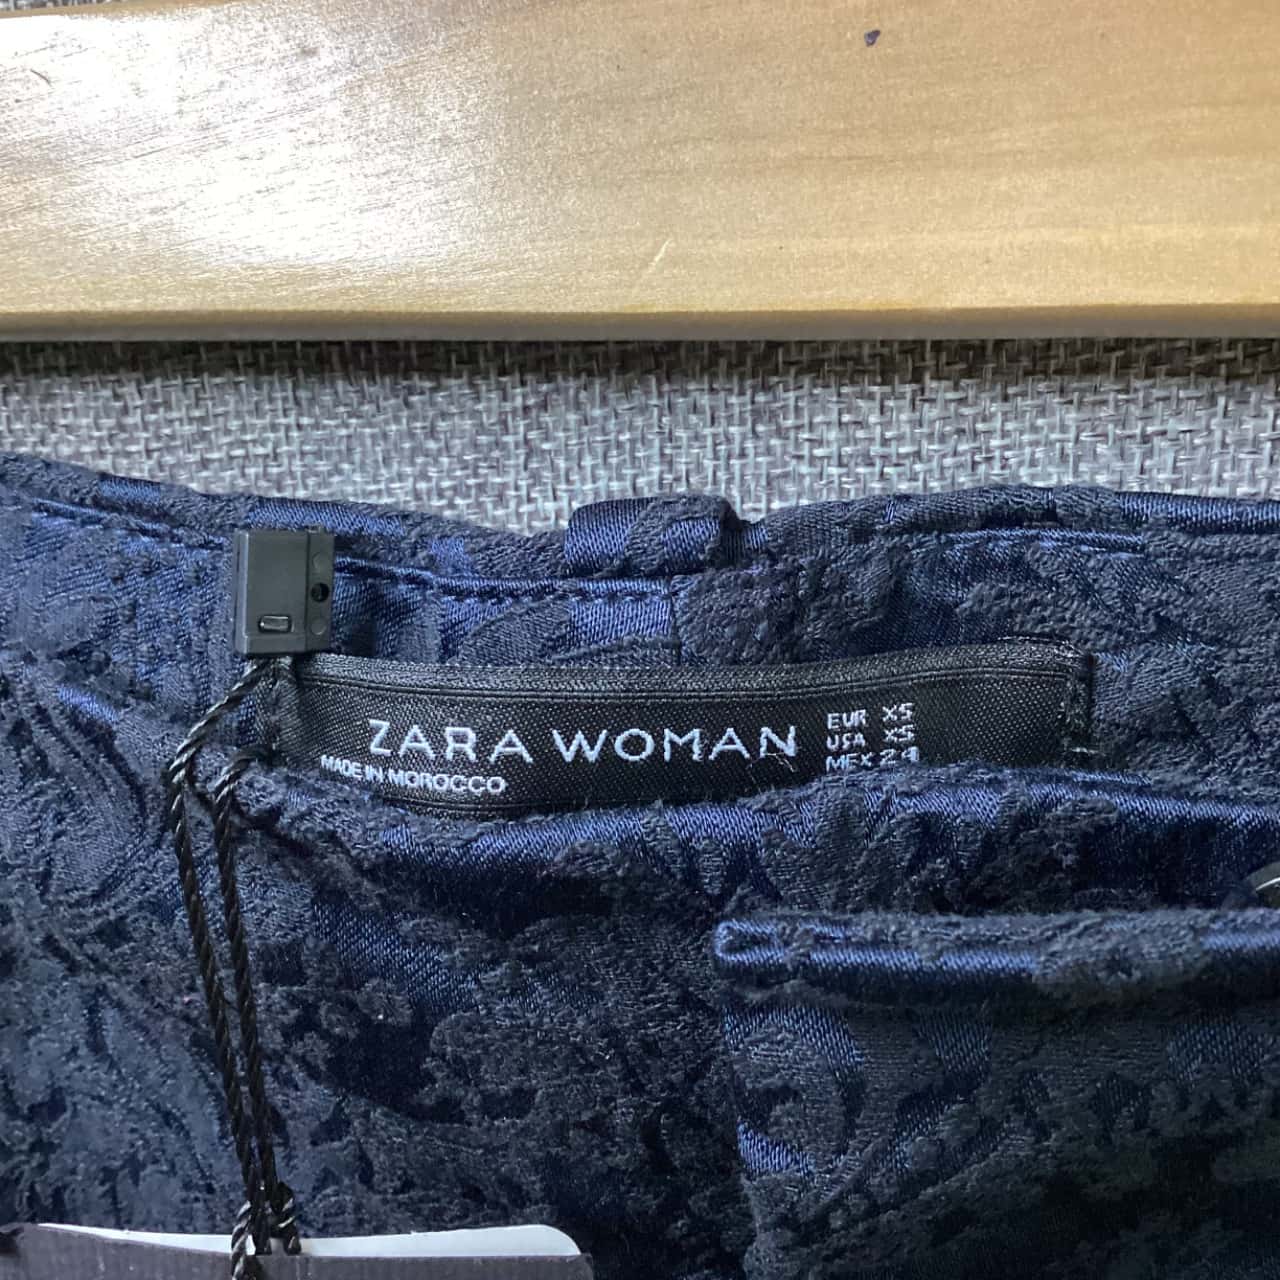 ZARA WOMAN
MADE IN MOROCCO
EUR XS
USA XS
MEX 24